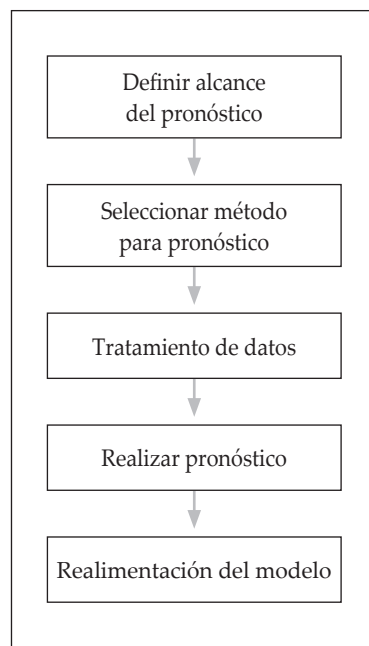 Definir alcance
del pronóstico
Seleccionar método
para pronóstico
Tratamiento de datos
Realizar pronóstico
Realimentación del modelo